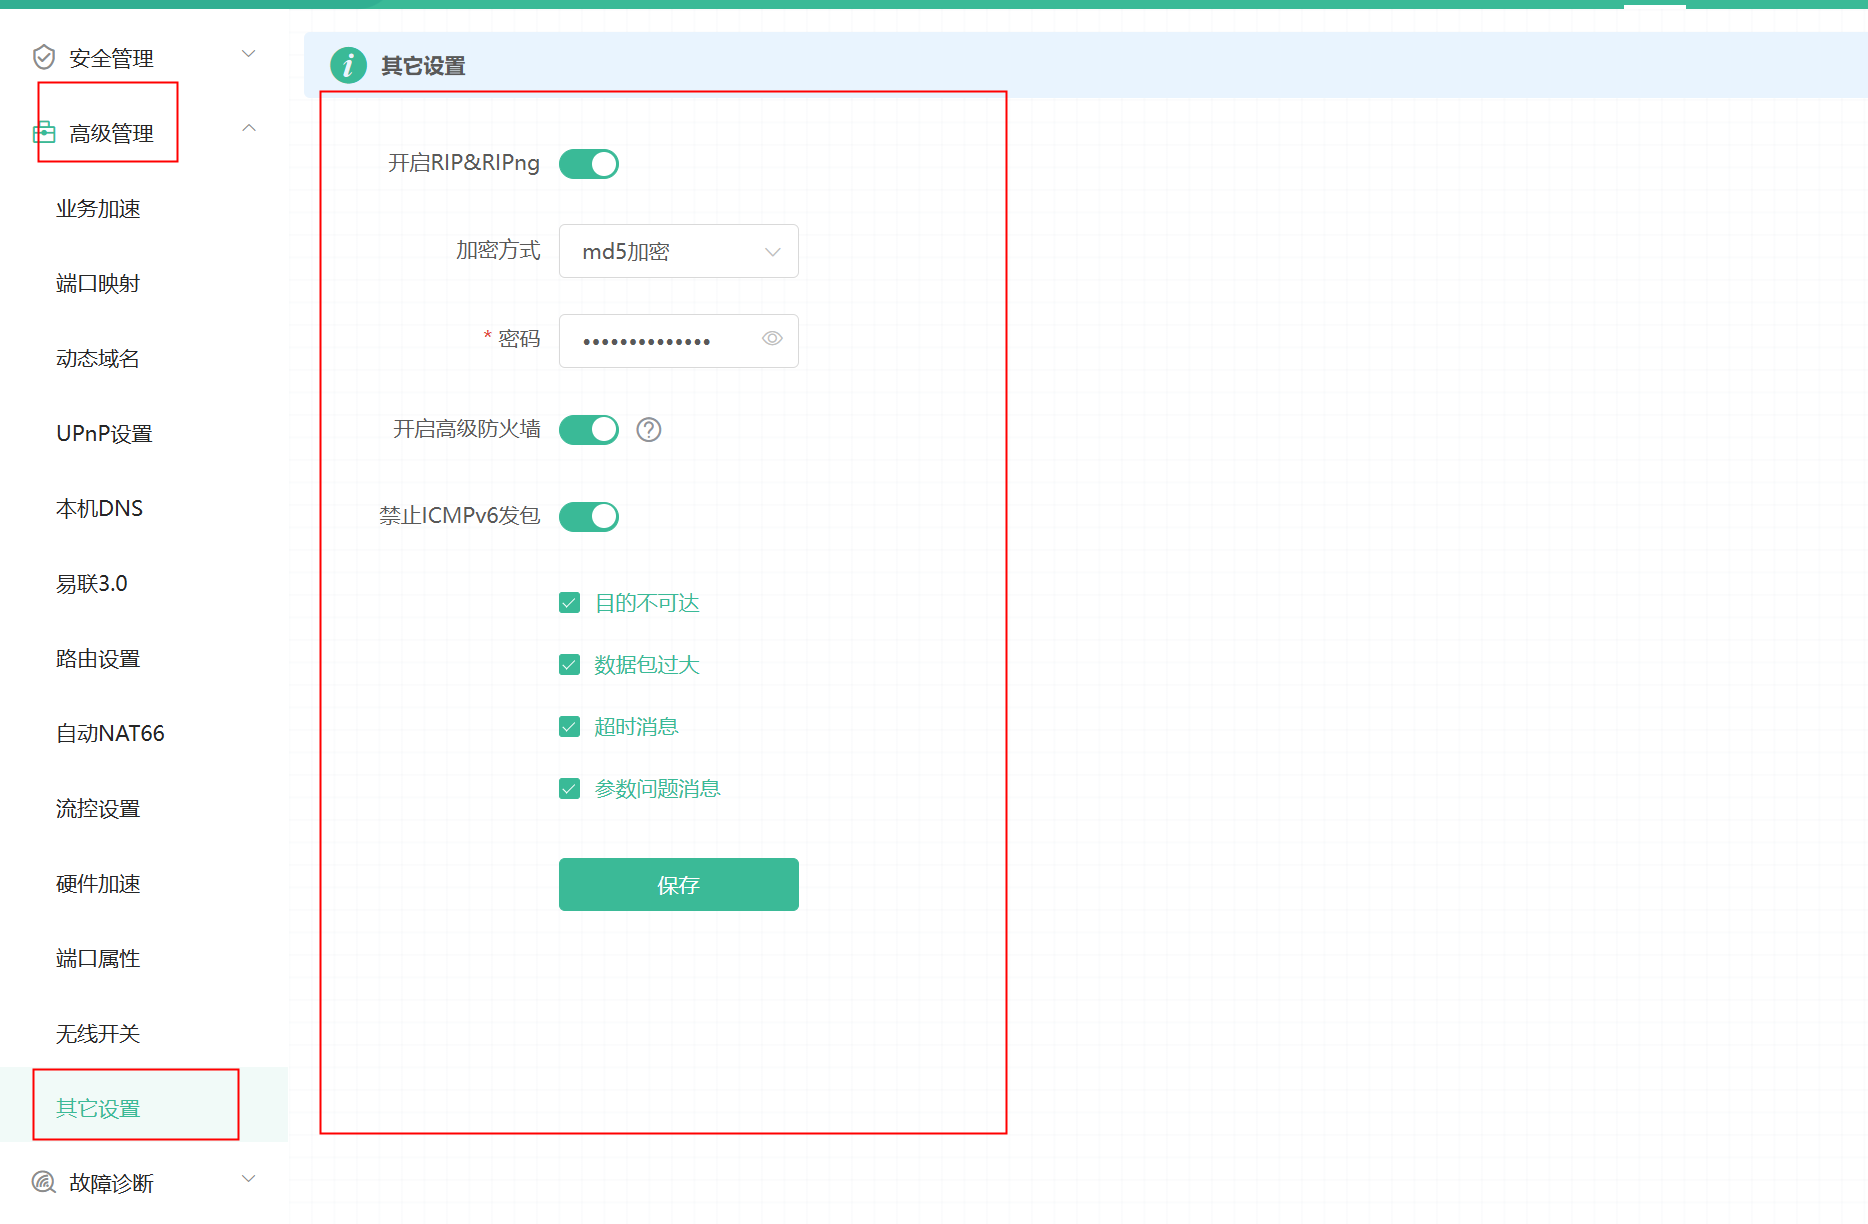 安全管理
高级管理
业务加速
端口映射
动态域名
UPnP设置
本机DNS
易联3.0
路由设置
自动NAT66
流控设置
硬件加速
端口属性
无线开关
其它设置
故障诊断
其它设置
开启RIP&RIPng
加密方式 md5加密
* 密码 ••••••••••••••
开启高级防火墙
禁止ICMPv6发包
目的不可达
数据包过大
超时消息
参数问题消息
保存